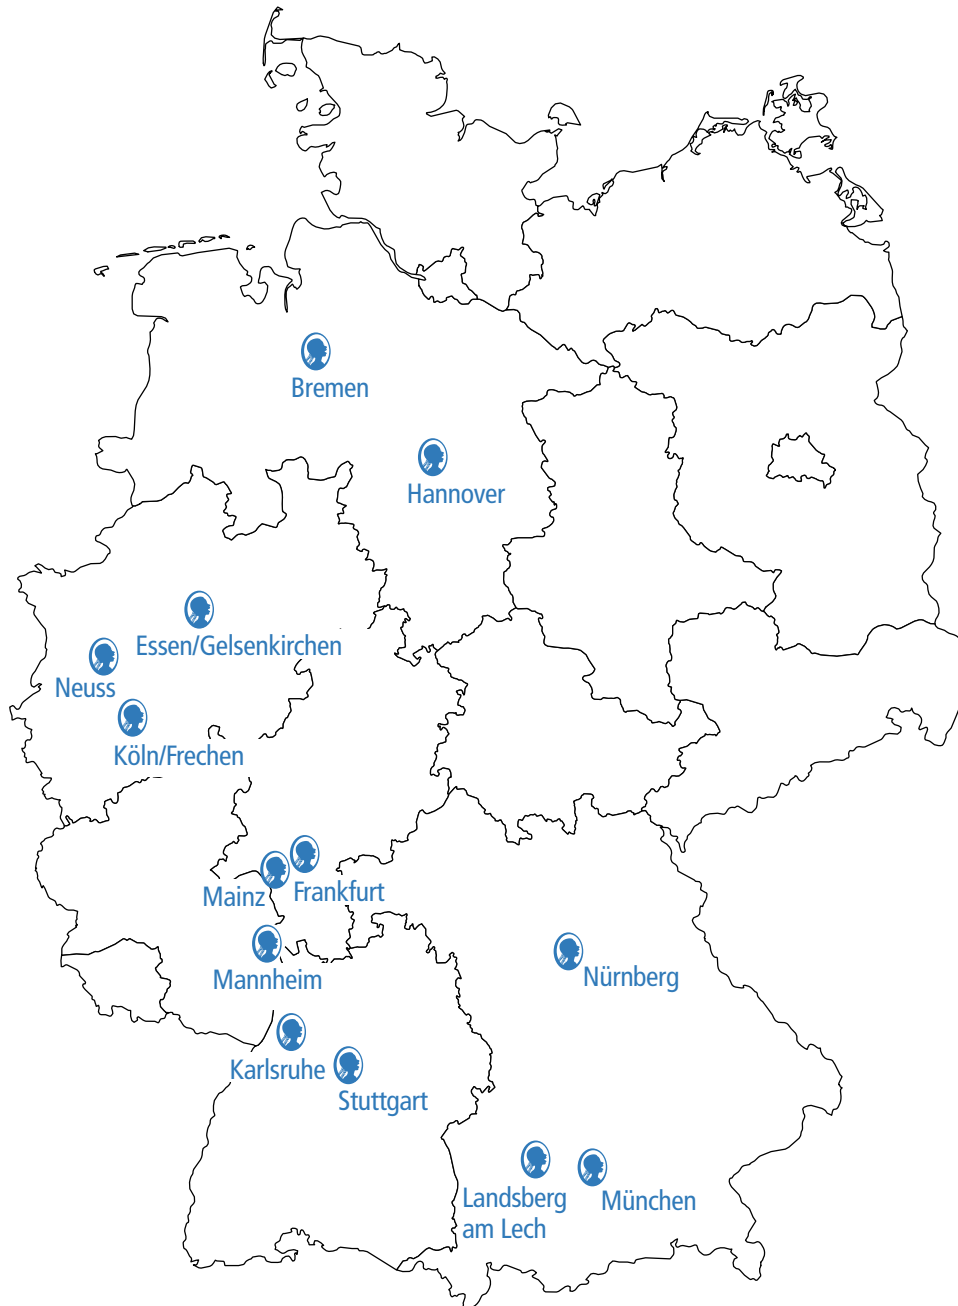 Bremen
Hannover
Essen/Gelsenkirchen
Neuss
Köln/Frechen
Mainz
Frankfurt
Mannheim
Nürnberg
Karlsruhe
Stuttgart
Landsberg
am Lech
München